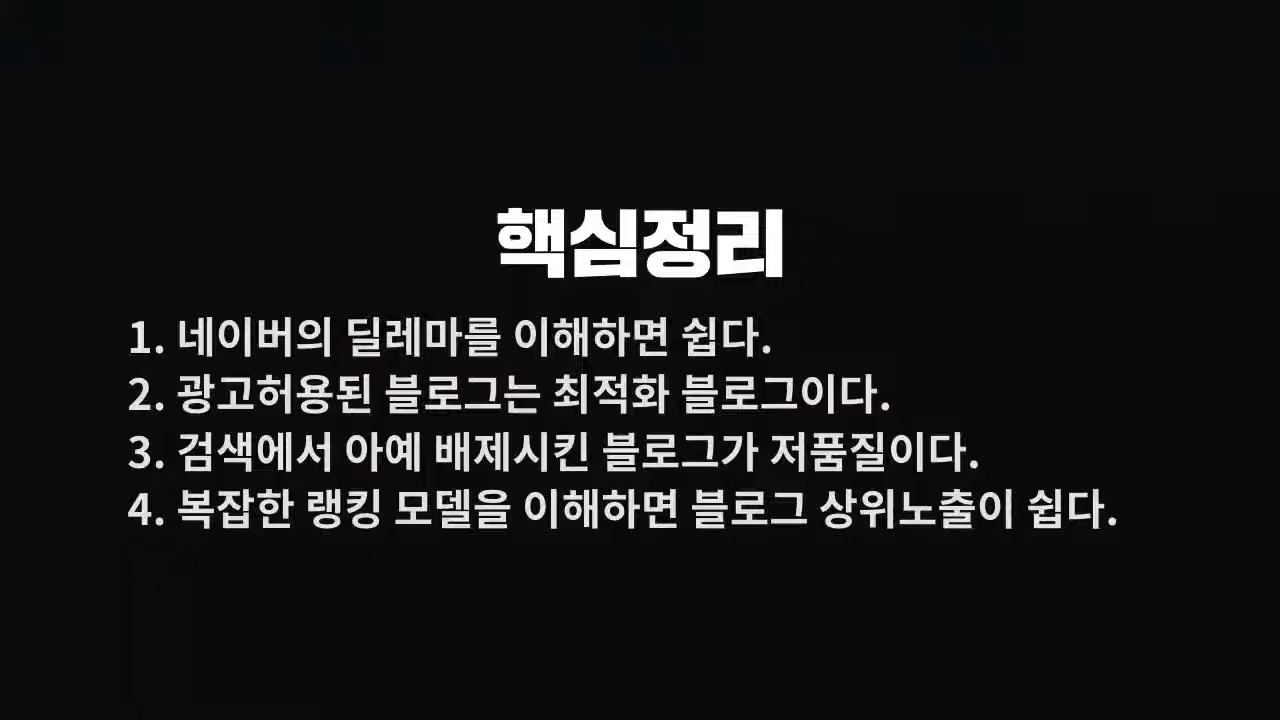 핵심정리
1. 네이버의 딜레마를 이해하면 쉽다.
2. 광고허용된 블로그는 최적화 블로그이다.
3. 검색에서 아예 배제시킨 블로그가 저품질이다.
4. 복잡한 랭킹 모델을 이해하면 블로그 상위노출이 쉽다.